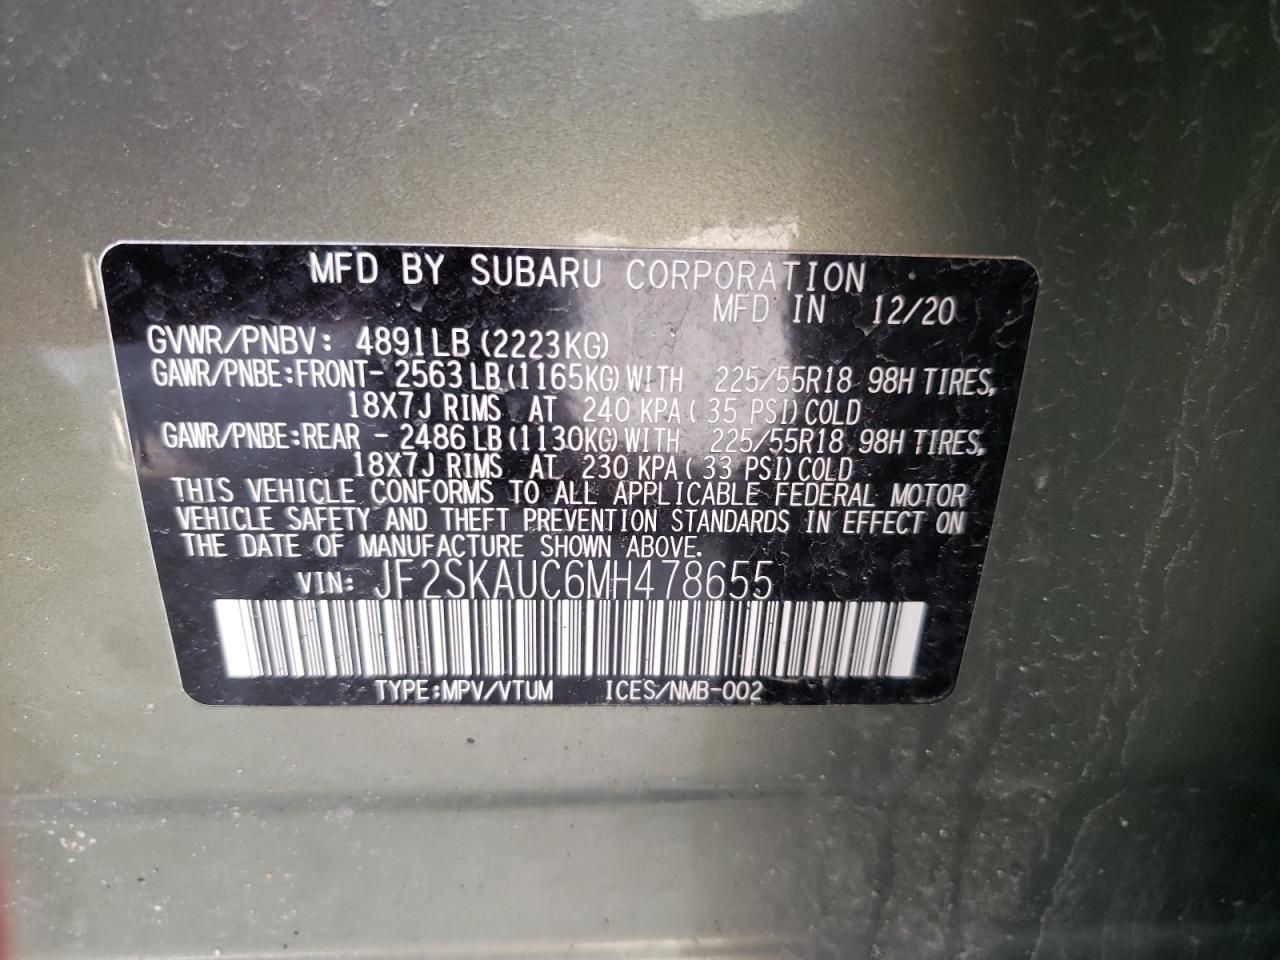 MFD BY SUBARU CORPORATION
MFD IN 12/20
GVWR/PNBV: 4891LB (2223KG)
GAWR/PNBE:FRONT- 2563 LB(1165KG)WITH 225/55R18 98H TIRES,
18X7J RIMS AT 240 KPA( 35 PSI)COLD
GAWR/PNBE:REAR - 2486 LB(1130KG)WITH 225/55R18 98H TIRES,
18X7J RIMS AT 230 KPA( 33 PSI)COLD
THIS VEHICLE CONFORMS TO ALL APPLICABLE FEDERAL MOTOR
VEHICLE SAFETY AND THEFT PREVENTION STANDARDS IN EFFECT ON
THE DATE OF MANUFACTURE SHOWN ABOVE.
VIN: JF2SKAUC6MH478655
TYPE:MPV/VTUM ICES/NMB-002